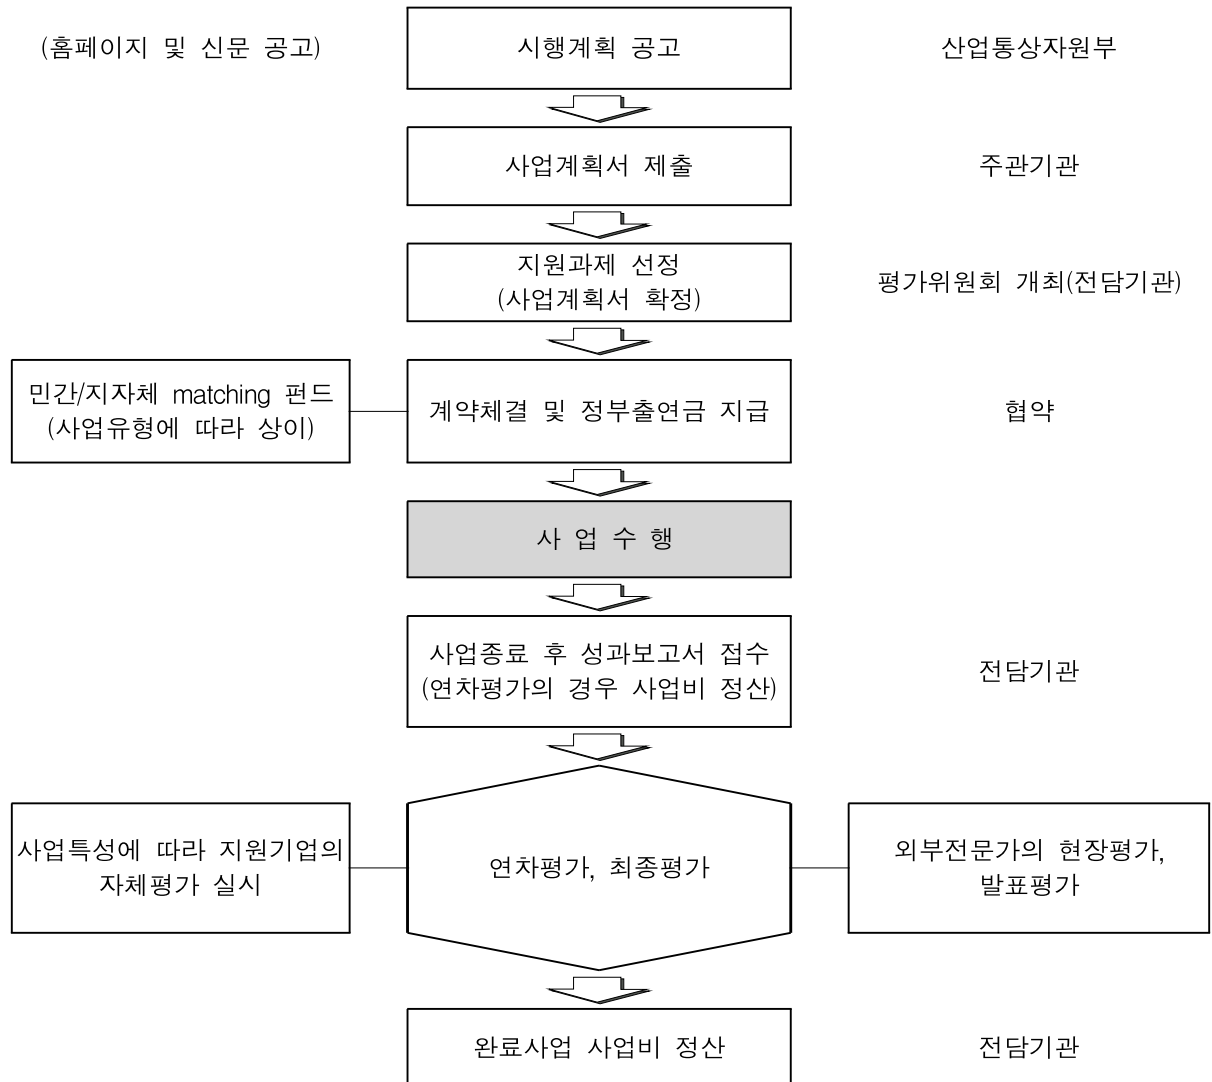 (홈페이지 및 신문 공고)
시행계획 공고
산업통상자원부
사업계획서 제출
주관기관
지원과제 선정
(사업계획서 확정)
평가위원회 개최(전담기관)
민간/지자체 matching 펀드
(사업유형에 따라 상이)
계약체결 및 정부출연금 지급
협약
사 업 수 행
사업종료 후 성과보고서 접수
(연차평가의 경우 사업비 정산)
전담기관
사업특성에 따라 지원기업의
자체평가 실시
연차평가, 최종평가
외부전문가의 현장평가,
발표평가
완료사업 사업비 정산
전담기관